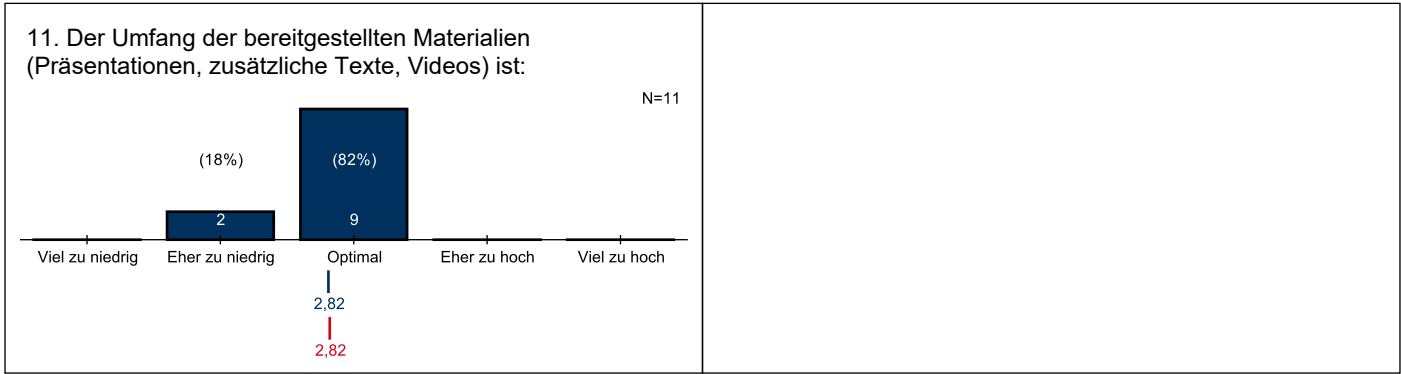 11. Der Umfang der bereitgestellten Materialien
(Präsentationen, zusätzliche Texte, Videos) ist:
N=11
(18%)
(82%)
2
9
Viel zu niedrig
Eher zu niedrig
Optimal
Eher zu hoch
Viel zu hoch
2,82
2,82